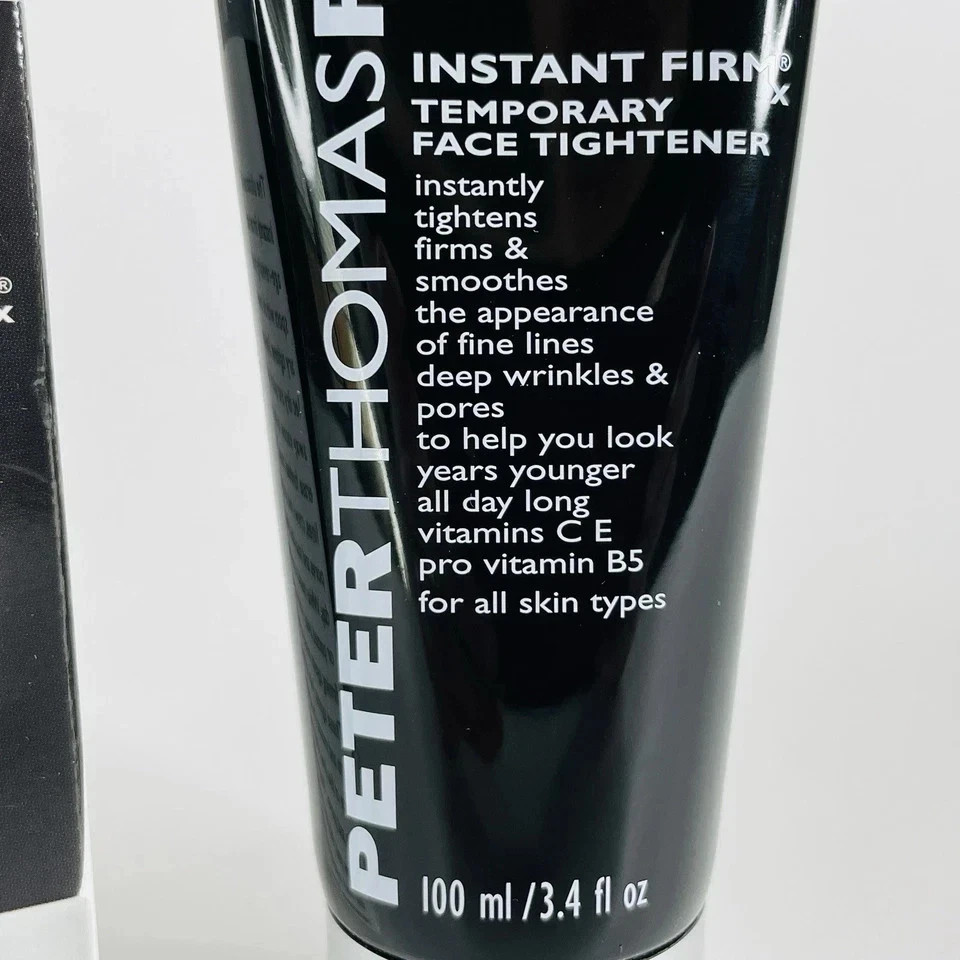 PETERTHOMASR
INSTANT FIRM®
x
TEMPORARY
FACE TIGHTENER
instantly
tightens
firms &
smoothes
the appearance
of fine lines
deep wrinkles &
pores
to help you look
years younger
all day long
vitamins C E
pro vitamin B5
for all skin types
100 ml / 3.4 fl oz
®
x